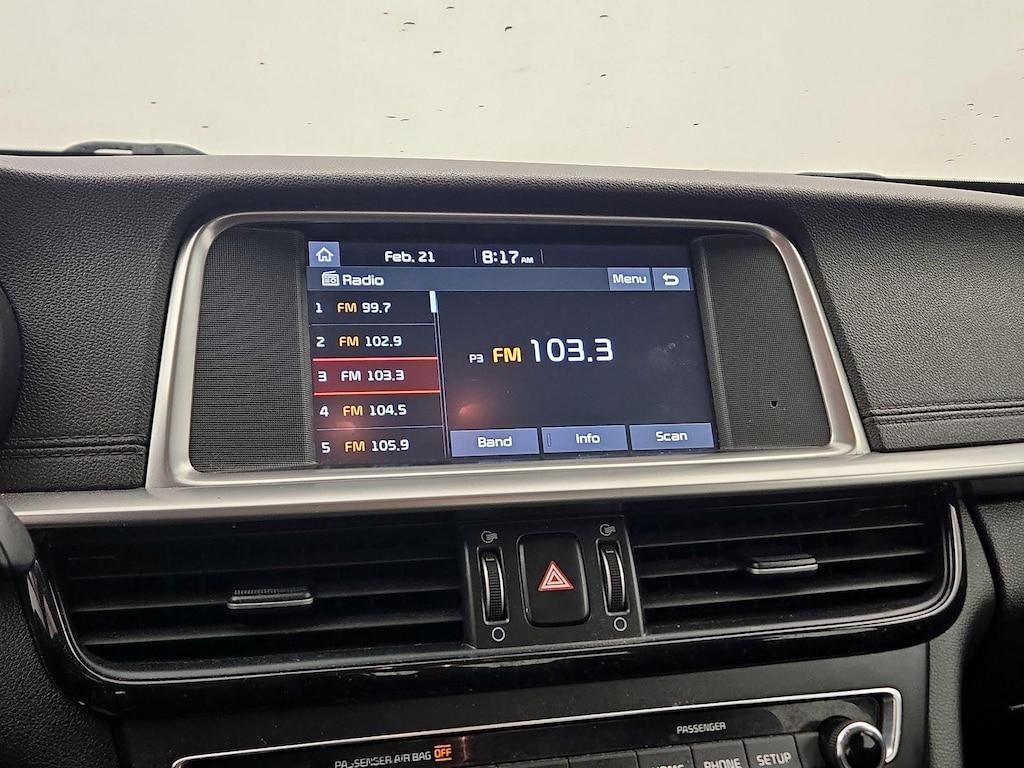 Feb. 21 8:17 AM
Radio Menu
1 FM 99.7
2 FM 102.9
3 FM 103.3
4 FM 104.5
5 FM 105.9
P3 FM 103.3
Band Info Scan
PASSENGER AIR BAG OFF
PASSENGER
PHONE SETUP